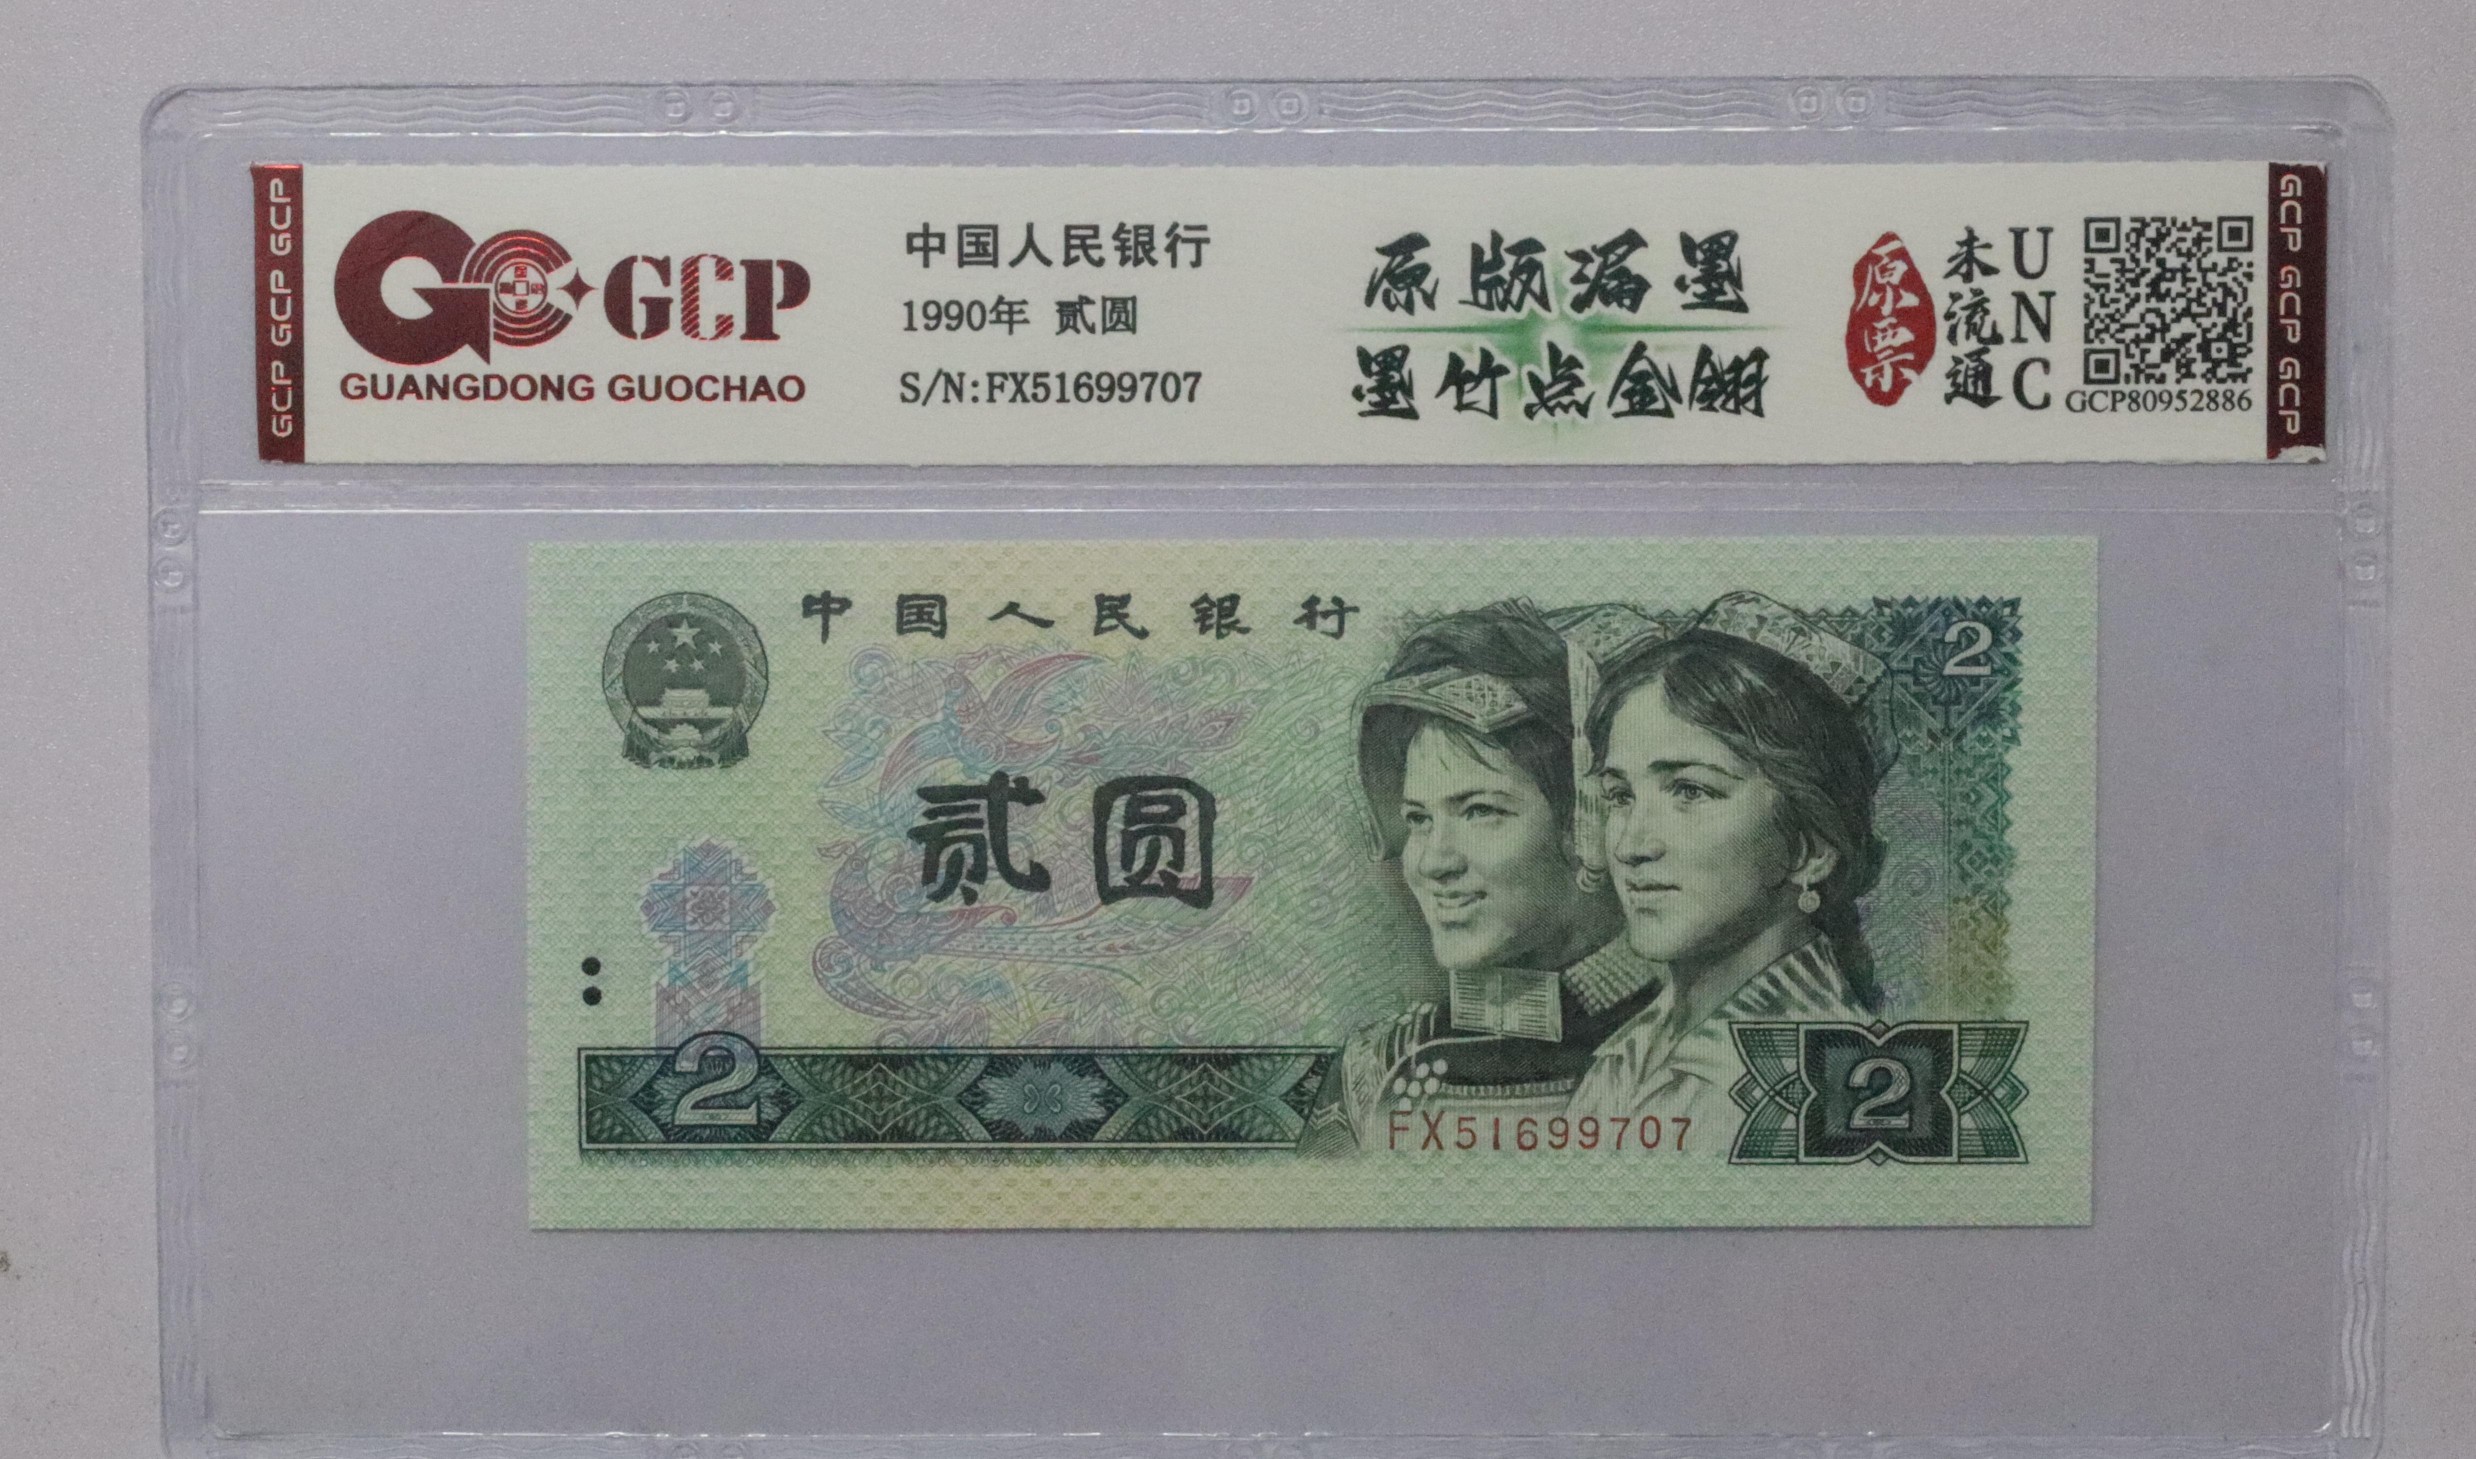 GCP GCP GCP
GCP
GUANGDONG GUOCHAO
中国人民银行
1990年 贰圆
S/N:FX51699707
原版漏墨
墨竹点金翎
原票
未流通
UNC
GCP80952886
GCP GCP GCP
中国人民银行
2
贰圆
2
FX51699707
2